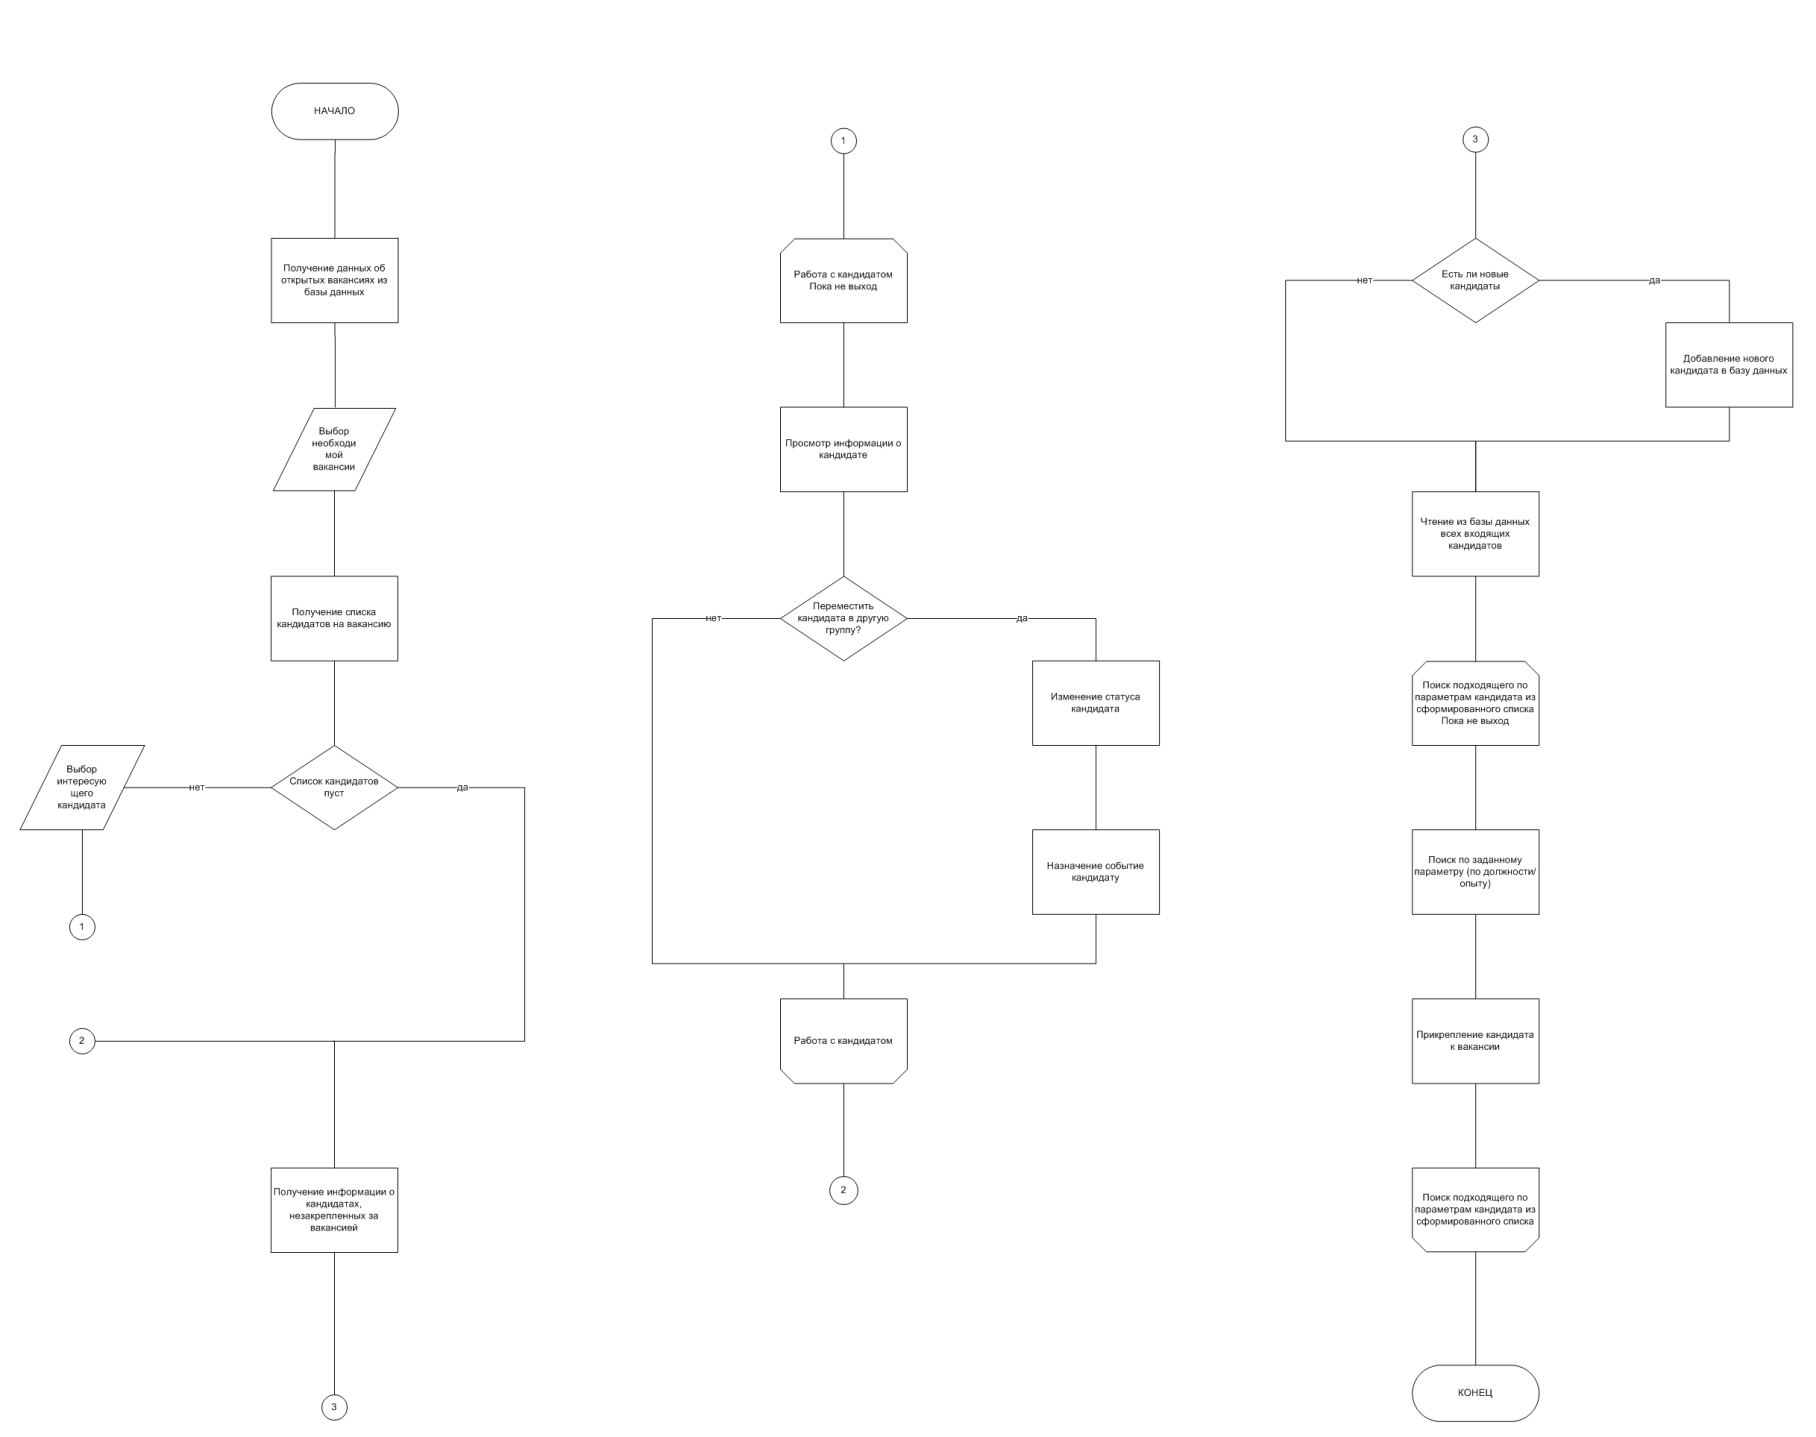 НАЧАЛО
Получение данных об
открытых вакансиях из
базы данных
Выбор
необходи
мой
вакансии
Получение списка
кандидатов на вакансию
Список кандидатов
пуст
нет
да
Выбор
интересую
щего
кандидата
1
2
Получение информации о
кандидатах,
незакрепленных за
вакансией
3
1
Работа с кандидатом
Пока не выход
Просмотр информации о
кандидате
Переместить
кандидата в другую
группу?
нет
да
Изменение статуса
кандидата
Назначение событие
кандидату
Работа с кандидатом
2
3
Есть ли новые
кандидаты
нет
да
Добавление нового
кандидата в базу данных
Чтение из базы данных
всех входящих
кандидатов
Поиск подходящего по
параметрам кандидата из
сформированного списка
Пока не выход
Поиск по заданному
параметру (по должности/
опыту)
Прикрепление кандидата
к вакансии
Поиск подходящего по
параметрам кандидата из
сформированного списка
КОНЕЦ